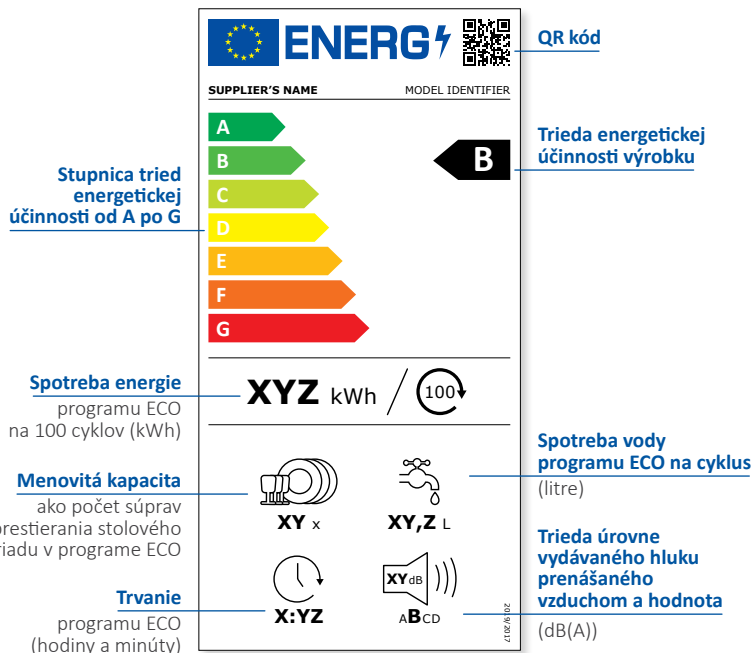 ENERG
QR kód
SUPPLIER'S NAME MODEL IDENTIFIER
A
B
C
D
E
F
G
B
Trieda energetickej
účinnosti výrobku
Stupnica tried
energetickej
účinnosti od A po G
XYZ kWh / 100
Spotreba energie
programu ECO
na 100 cyklov (kWh)
Menovitá kapacita
ako počet súprav
prestierania stolového
riadu v programe ECO
XY x
XY,Z L
Spotreba vody
programu ECO na cyklus
(litre)
Trvanie
programu ECO
(hodiny a minúty)
X:YZ
XY dB
ABCD
Trieda úrovne
vydávaného hluku
prenášaného
vzduchom a hodnota
(dB(A))
2019/2017